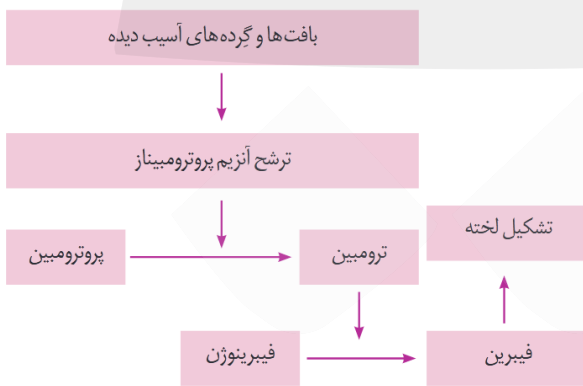 بافت‌ها و گِرده‌های آسیب دیده
ترشح آنزیم پروترومبیناز
تشکیل لخته
ترومبین
پروترومبین
فیبرین
فیبرینوژن